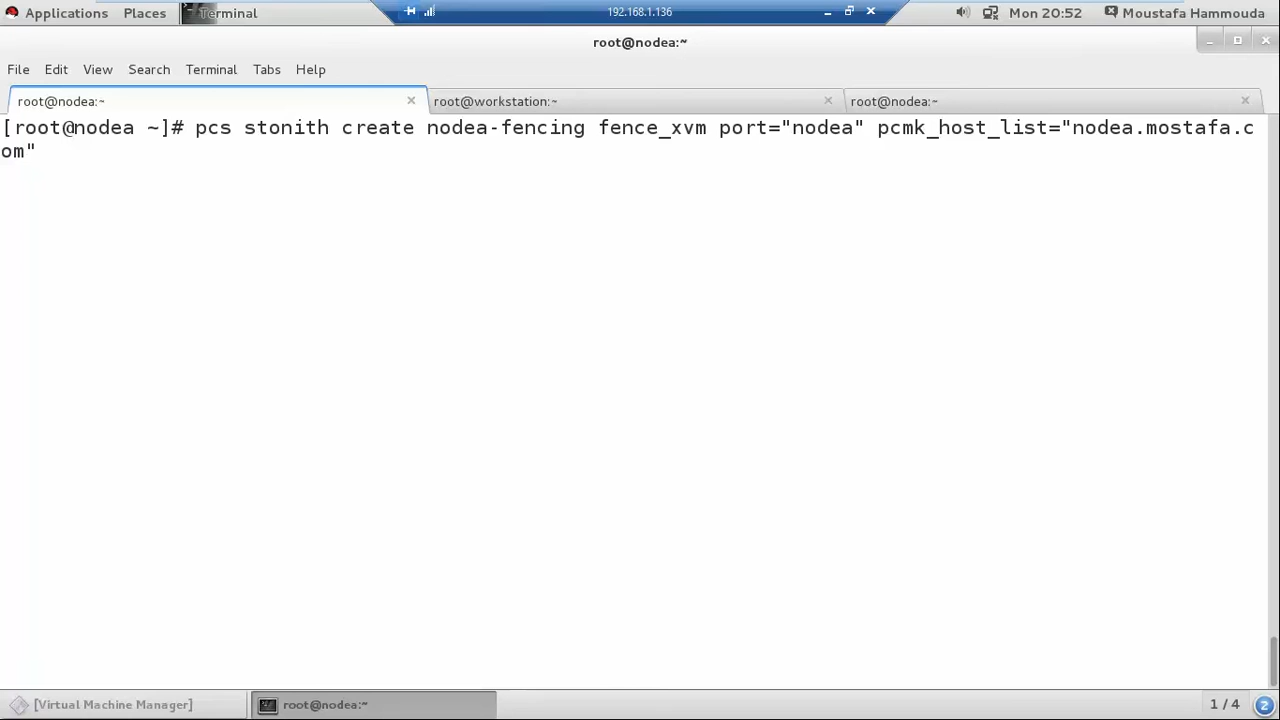 Applications Places Terminal 192.168.1.136 Mon 20:52 Moustafa Hammouda
root@nodea:~
File Edit View Search Terminal Tabs Help
root@nodea:~ root@workstation:~ root@nodea:~
[root@nodea ~]# pcs stonith create nodea-fencing fence_xvm port="nodea" pcmk_host_list="nodea.mostafa.c
om"
[Virtual Machine Manager] root@nodea:~ 1 / 4 2